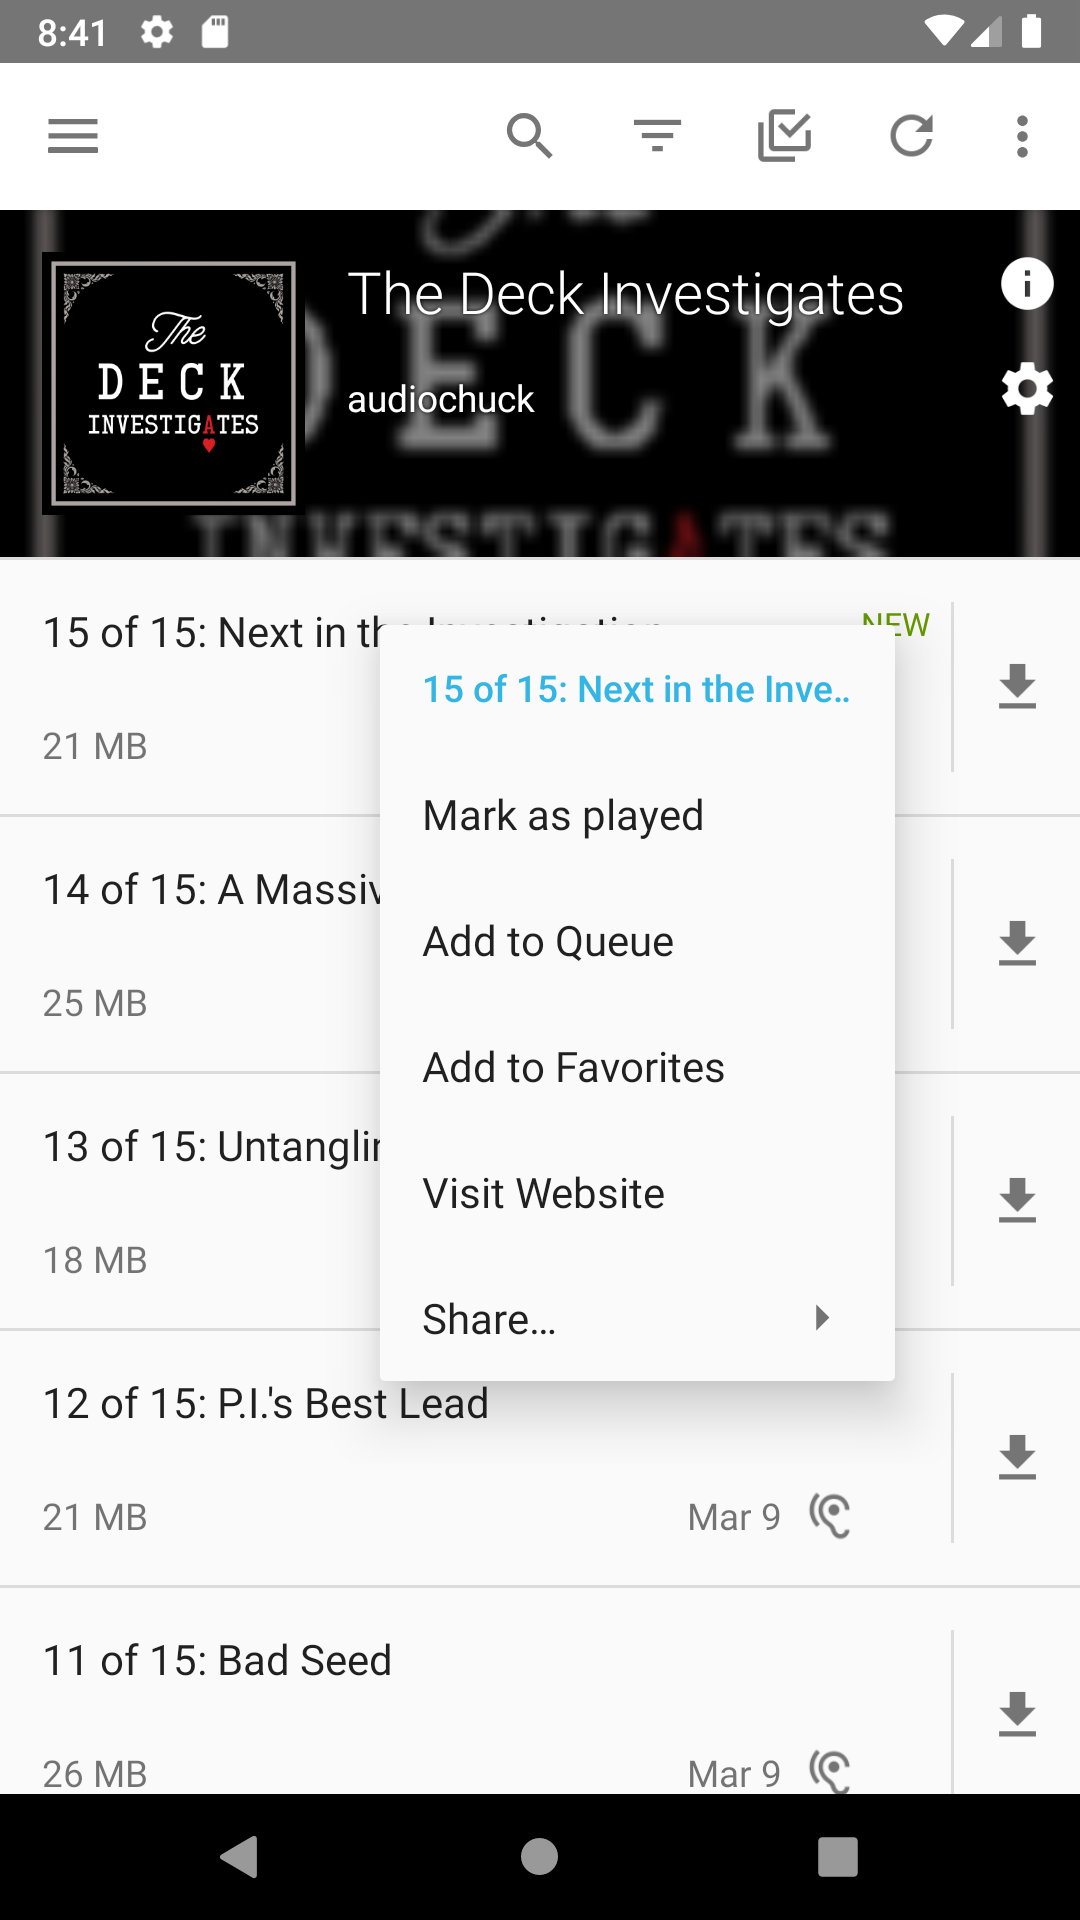 8:41
The Deck Investigates
audiochuck
The
DECK
INVESTIGATES
15 of 15: Next in the Investigation
NEW
21 MB
15 of 15: Next in the Inve..
Mark as played
Add to Queue
Add to Favorites
Visit Website
Share...
14 of 15: A Massiv
25 MB
13 of 15: Untanglin
18 MB
12 of 15: P.I.'s Best Lead
21 MB
Mar 9
11 of 15: Bad Seed
26 MB
Mar 9